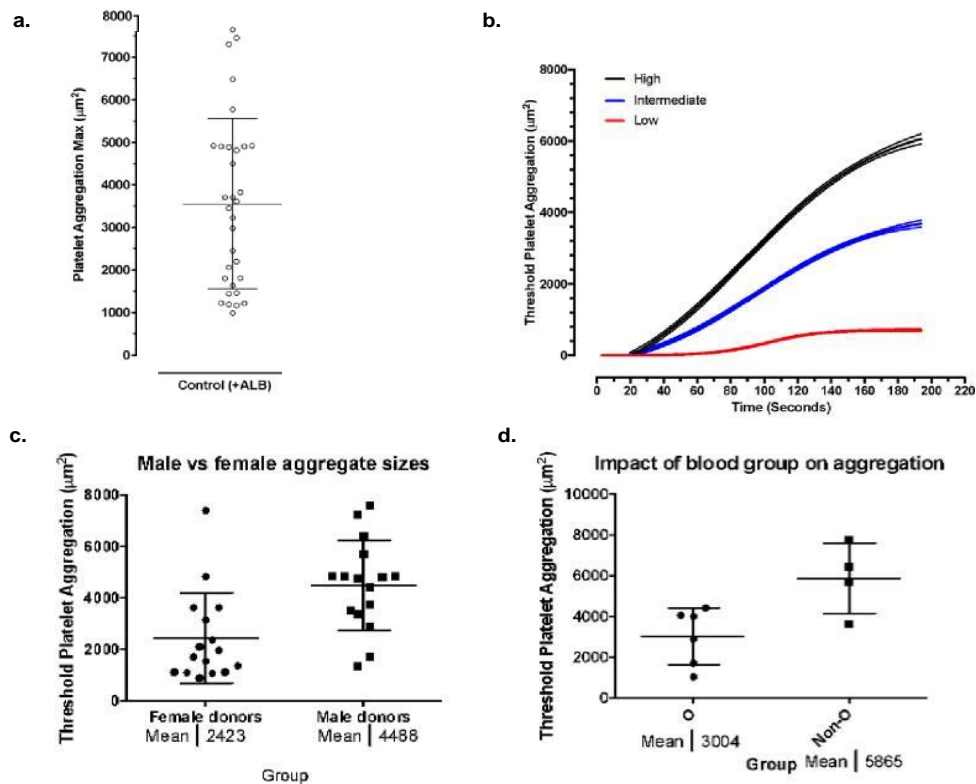 a.
Platelet Aggregation Max (μm²)
8000
7000
6000
5000
4000
3000
2000
1000
0
Control (+ALB)
b.
Threshold Platelet Aggregation (μm²)
8000
6000
4000
2000
0
High
Intermediate
Low
0 20 40 60 80 100 120 140 160 180 200 220
Time (Seconds)
c.
Male vs female aggregate sizes
Threshold Platelet Aggregation (μm²)
8000
6000
4000
2000
0
Female donors Male donors
Mean | 2423 Mean | 4488
Group
d.
Impact of blood group on aggregation
Threshold Platelet Aggregation (μm²)
10000
8000
6000
4000
2000
0
O Non-O
Mean | 3004
Group Mean | 5865